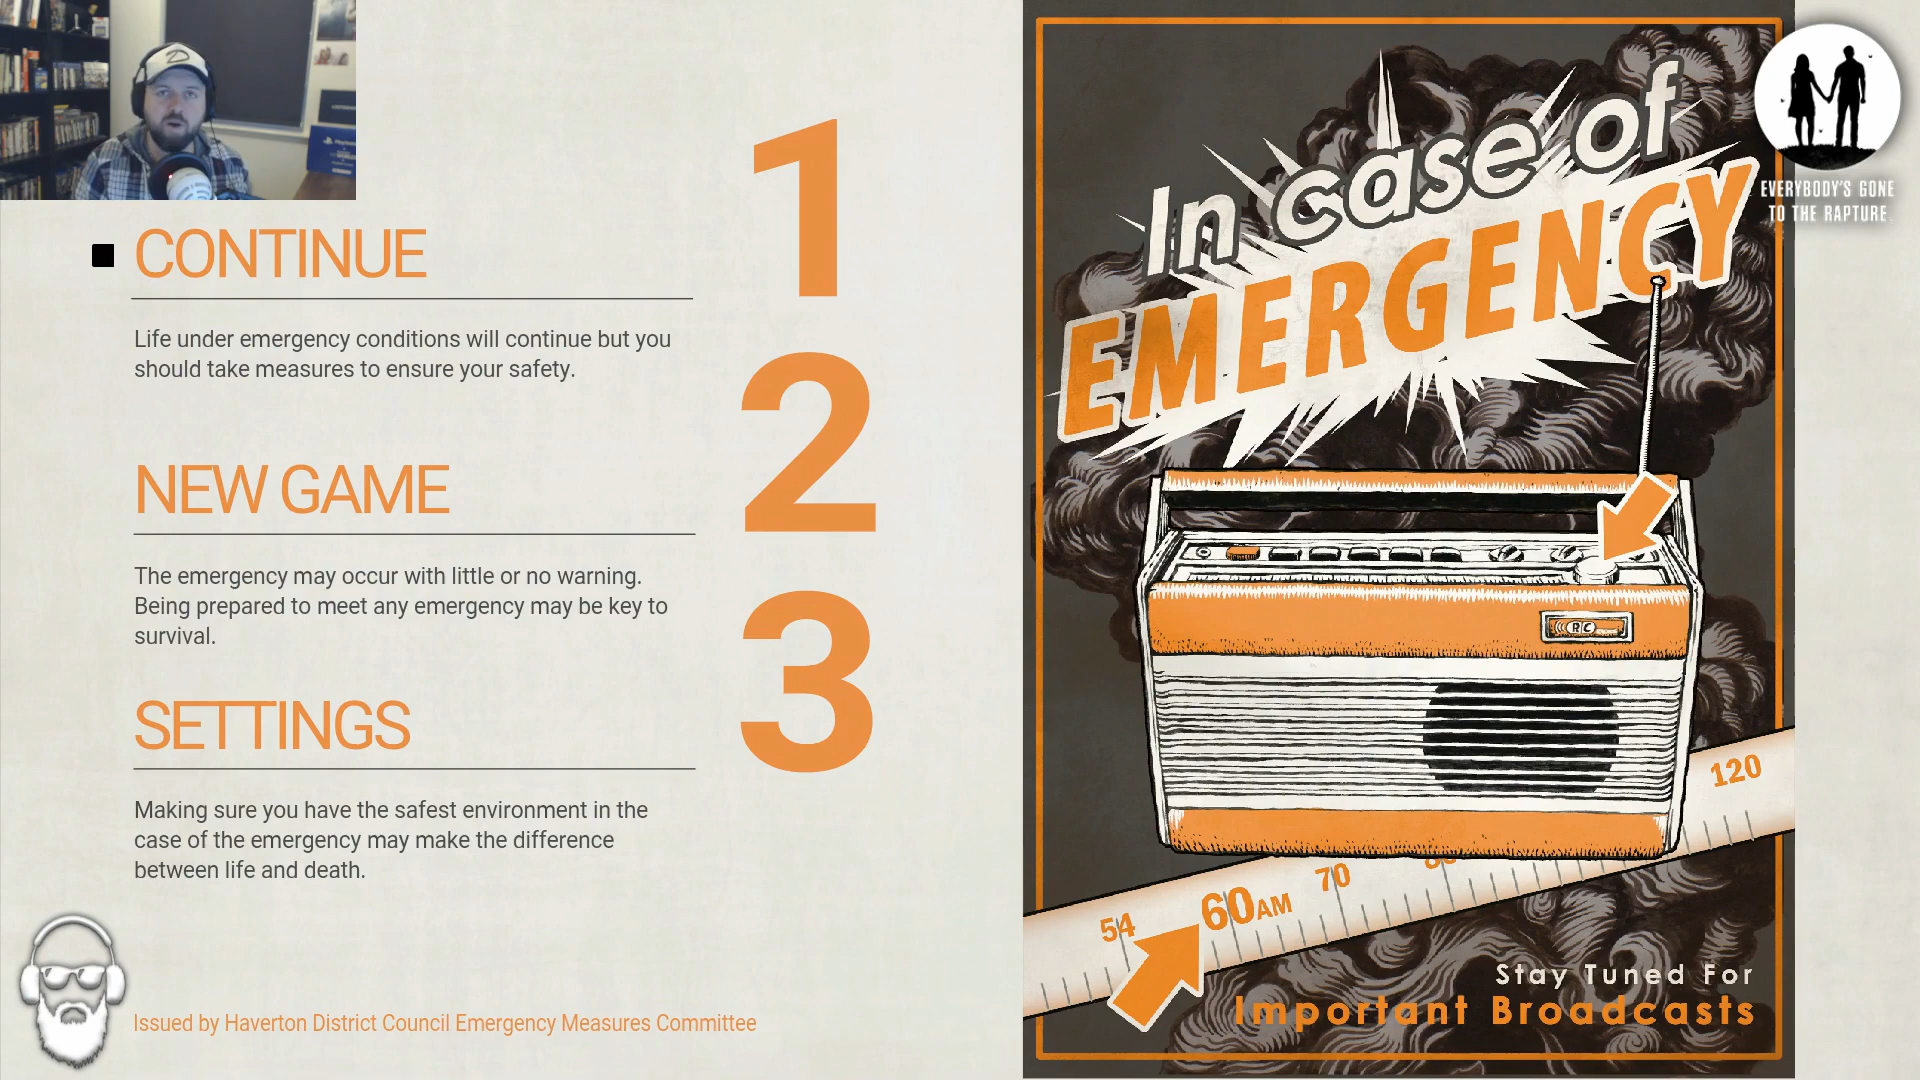 CONTINUE
Life under emergency conditions will continue but you
should take measures to ensure your safety.
1
NEW GAME
The emergency may occur with little or no warning.
Being prepared to meet any emergency may be key to
survival.
2
SETTINGS
Making sure you have the safest environment in the
case of the emergency may make the difference
between life and death.
3
Issued by Haverton District Council Emergency Measures Committee
In case of
EMERGENCY
RC
54
60AM
70
120
Stay Tuned For
Important Broadcasts
EVERYBODY'S GONE
TO THE RAPTURE